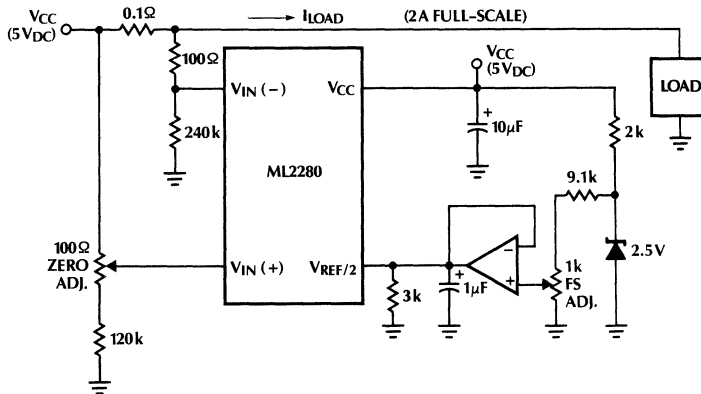 VCC
(5VDC)
0.1Ω
ILOAD
(2A FULL–SCALE)
100Ω
VIN (–)
VCC
VCC
(5VDC)
LOAD
240k
+
10µF
2k
ML2280
9.1k
100Ω
ZERO
ADJ.
VIN (+)
VREF/2
–
+
2.5V
3k
+
1µF
1k
FS
ADJ.
120k